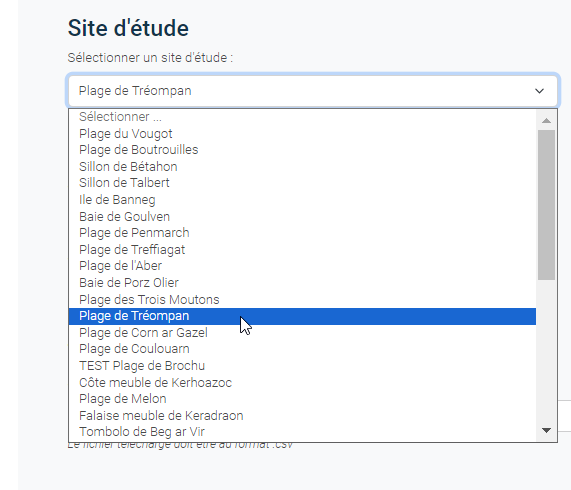 Site d'étude
Sélectionner un site d'étude :
Plage de Tréompan
Sélectionner ...
Plage du Vougot
Plage de Boutrouilles
Sillon de Bétahon
Sillon de Talbert
Ile de Banneg
Baie de Goulven
Plage de Penmarch
Plage de Treffiagat
Plage de l'Aber
Baie de Porz Olier
Plage des Trois Moutons
Plage de Tréompan
Plage de Corn ar Gazel
Plage de Coulouarn
TEST Plage de Brochu
Côte meuble de Kerhoazoc
Plage de Melon
Falaise meuble de Keradraon
Tombolo de Beg ar Vir
Le fichier téléchargé doit être au format .csv